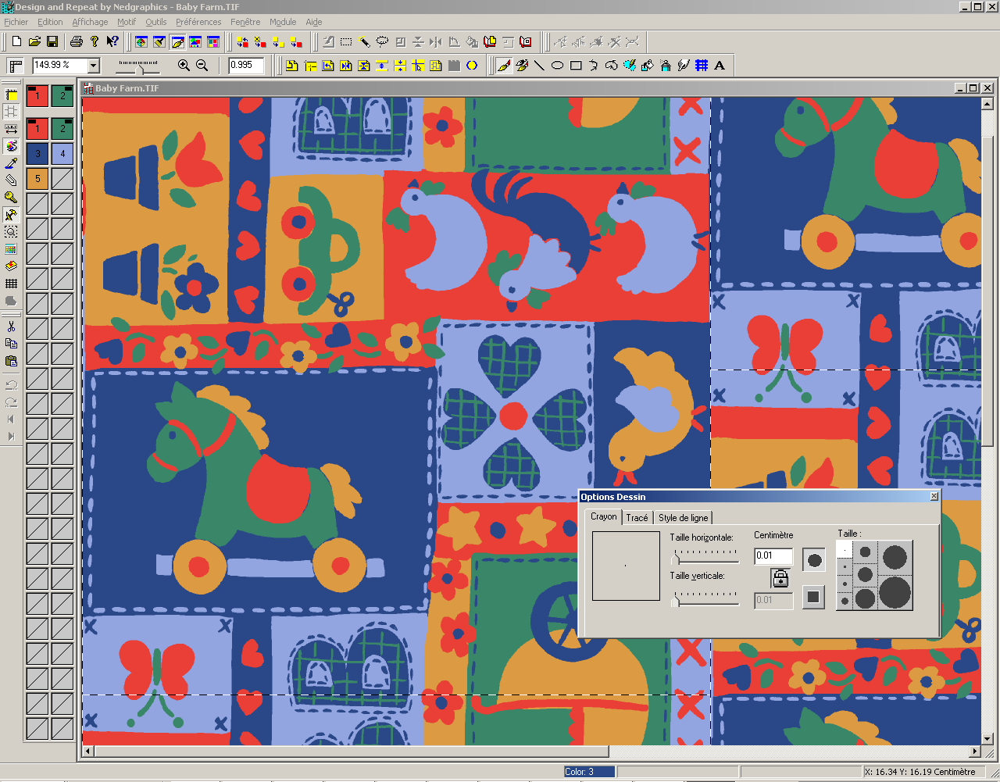 Design and Repeat by Nedgraphics - Baby Farm.TIF
Fichier Edition Affichage Motif Outils Préférences Fenêtre Module Aide
149.99 %
0.995
A
Baby Farm.TIF
1 2
1 2
3 4
5
Options Dessin
Crayon Tracé Style de ligne
Taille horizontale: Centimètre Taille :
0.01
Taille verticale:
0.01
Color: 3
X: 16.34 Y: 16.19 Centimètre